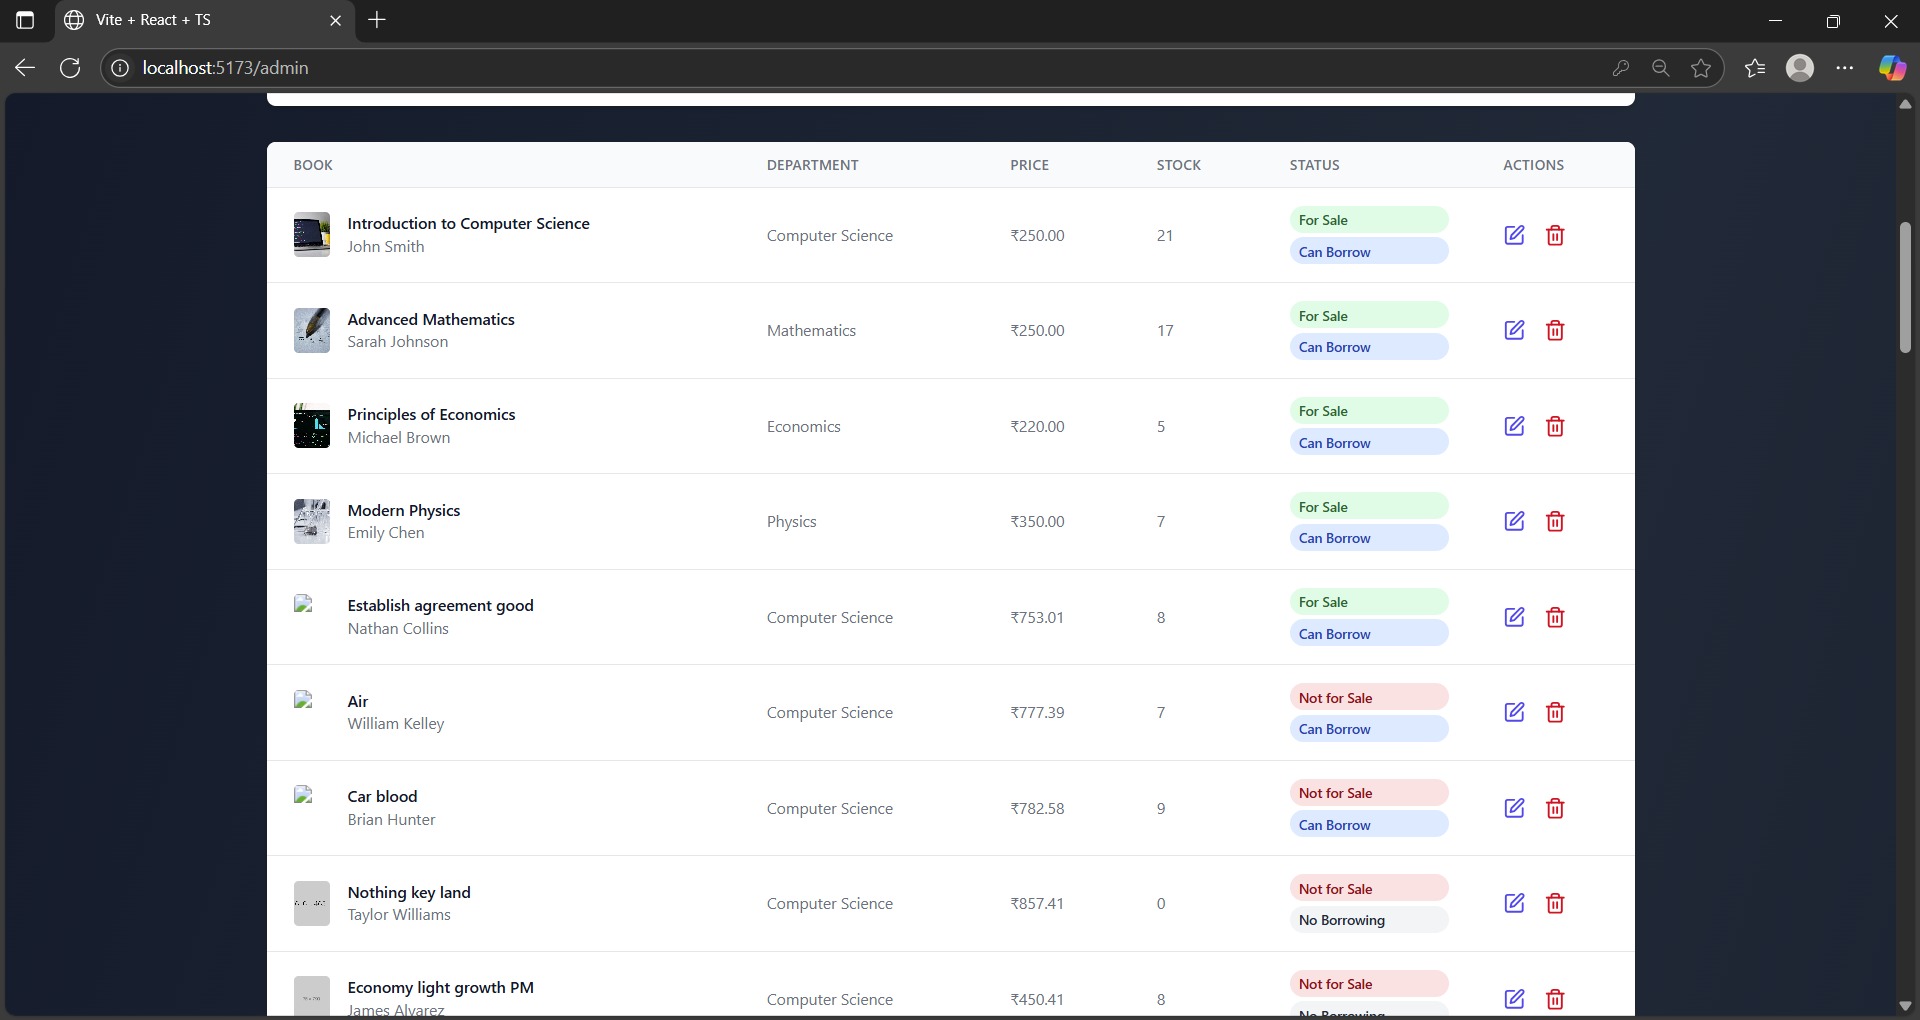 Vite + React + TS
localhost:5173/admin
BOOK DEPARTMENT PRICE STOCK STATUS ACTIONS
Introduction to Computer Science
John Smith
Computer Science ₹250.00 21
For Sale
Can Borrow
Advanced Mathematics
Sarah Johnson
Mathematics ₹250.00 17
For Sale
Can Borrow
Principles of Economics
Michael Brown
Economics ₹220.00 5
For Sale
Can Borrow
Modern Physics
Emily Chen
Physics ₹350.00 7
For Sale
Can Borrow
Establish agreement good
Nathan Collins
Computer Science ₹753.01 8
For Sale
Can Borrow
Air
William Kelley
Computer Science ₹777.39 7
Not for Sale
Can Borrow
Car blood
Brian Hunter
Computer Science ₹782.58 9
Not for Sale
Can Borrow
Nothing key land
Taylor Williams
Computer Science ₹857.41 0
Not for Sale
No Borrowing
Economy light growth PM
James Alvarez
Computer Science ₹450.41 8
Not for Sale
No Borrowing